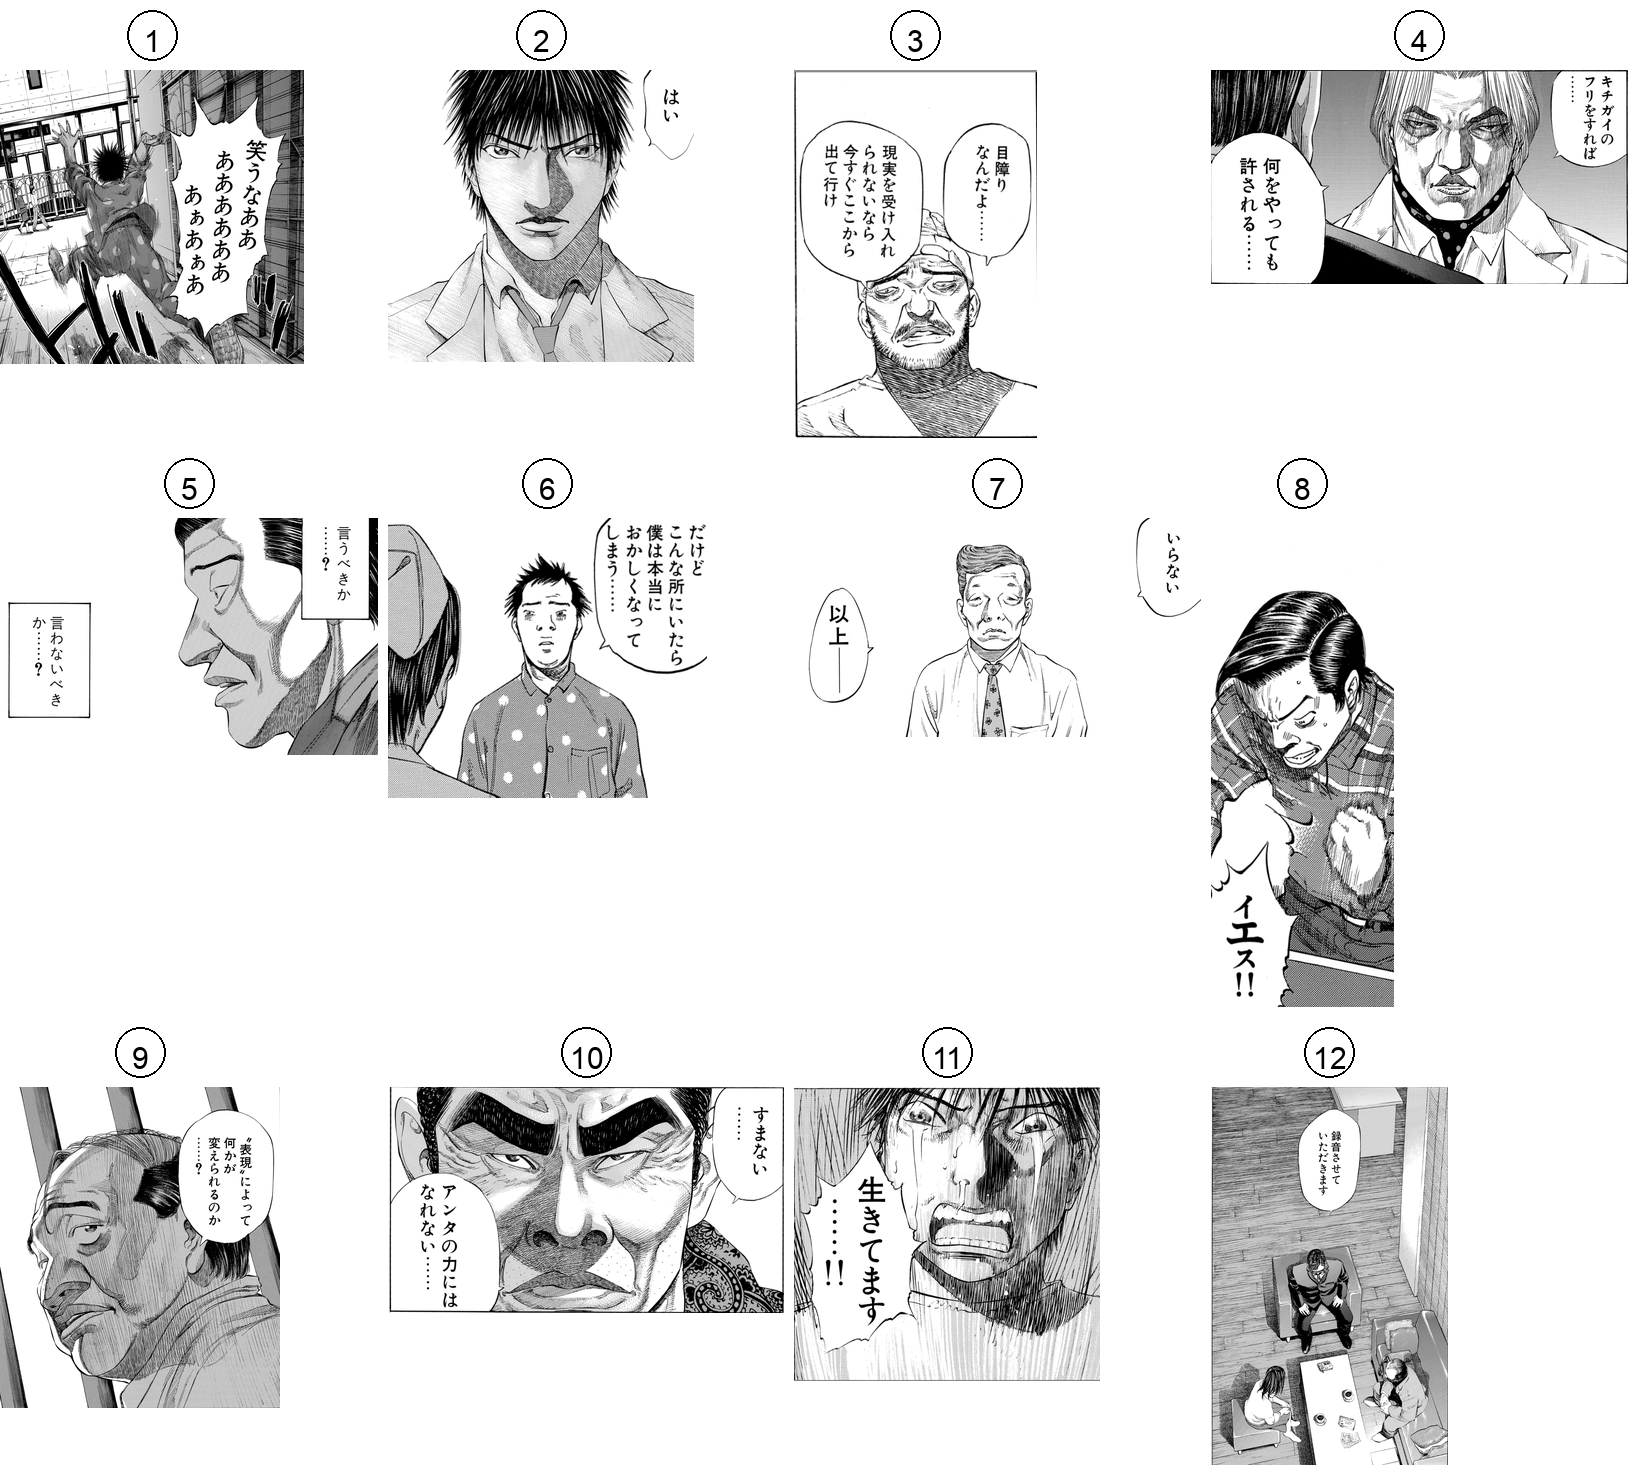 1
笑うなああ
ああああああ
あぁあぁあ
2
はい
3
目障り
なんだよ……
現実を受け入れ
られないなら
今すぐここから
出て行け
4
キチガイの
フリをすれば
……
何をやっても
許される……
5
言うべきか
……?
言わないべき
か……?
6
だけど
こんな所にいたら
僕は本当に
おかしくなって
しまう……
7
以上──
8
いらない
イエス!!
9
〝表現〟によって
何かが
変えられるのか
……?
10
すまない
……
アンタの力には
なれない……
11
生きてます
……!!
12
録音させて
いただきます